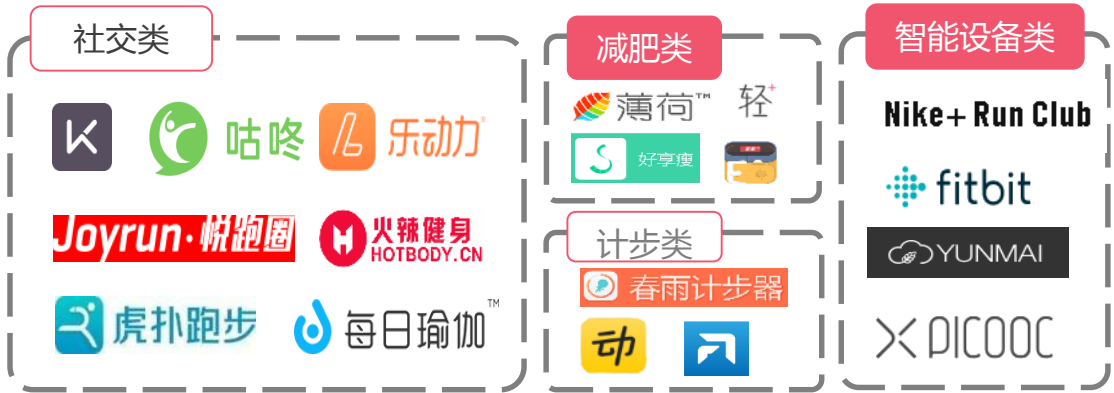 社交类
K
咕咚
乐动力
Joyrun·悦跑圈
H
火辣健身
HOTBODY.CN
虎扑跑步
每日瑜伽™
减肥类
薄荷™
轻+
好享瘦
计步类
春雨计步器
动
智能设备类
Nike+ Run Club
fitbit
YUNMAI
PICOOC